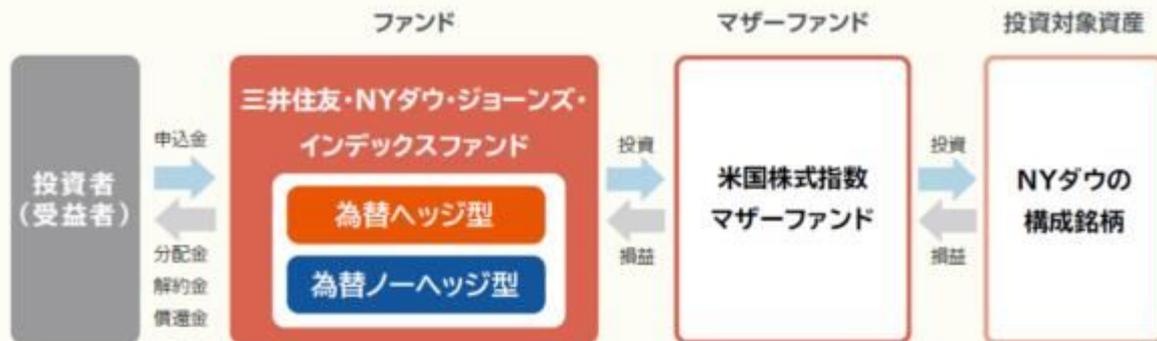 ファンド
マザーファンド
投資対象資産
投資者
(受益者)
申込金
分配金
解約金
償還金
三井住友・NYダウ・ジョーンズ・
インデックスファンド
為替ヘッジ型
為替ノーヘッジ型
投資
損益
米国株式指数
マザーファンド
投資
損益
NYダウの
構成銘柄